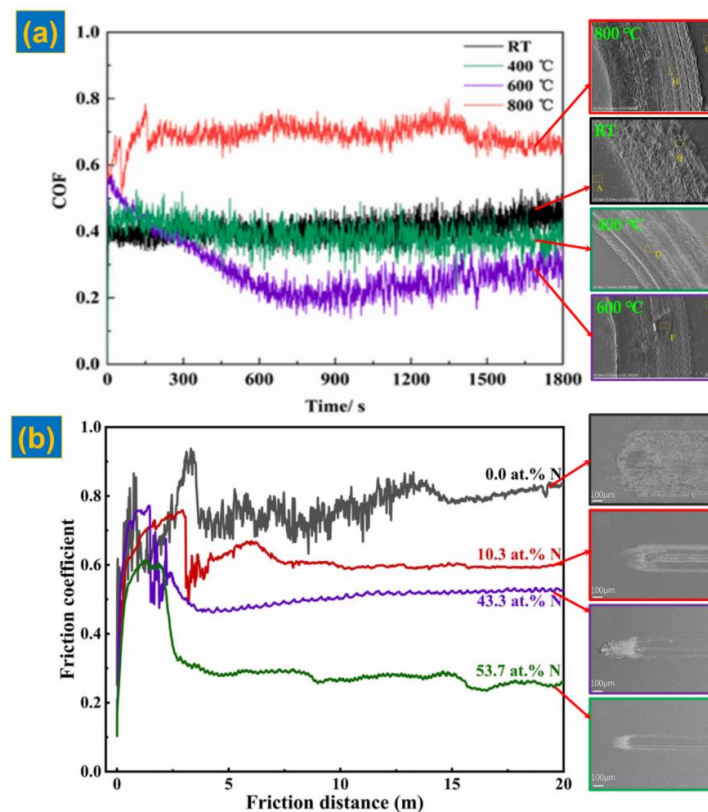 (a)
1.0
0.8
0.6
0.4
0.2
0.0
COF
0
300
600
900
1200
1500
1800
Time/ s
RT
400 ℃
600 ℃
800 ℃
800 ℃
H
RT
A
B
400 ℃
D
600 ℃
F
(b)
1.0
0.8
0.6
0.4
0.2
0.0
Friction coefficient
0
5
10
15
20
Friction distance (m)
0.0 at.% N
10.3 at.% N
43.3 at.% N
53.7 at.% N
100μm
100μm
100μm
100μm